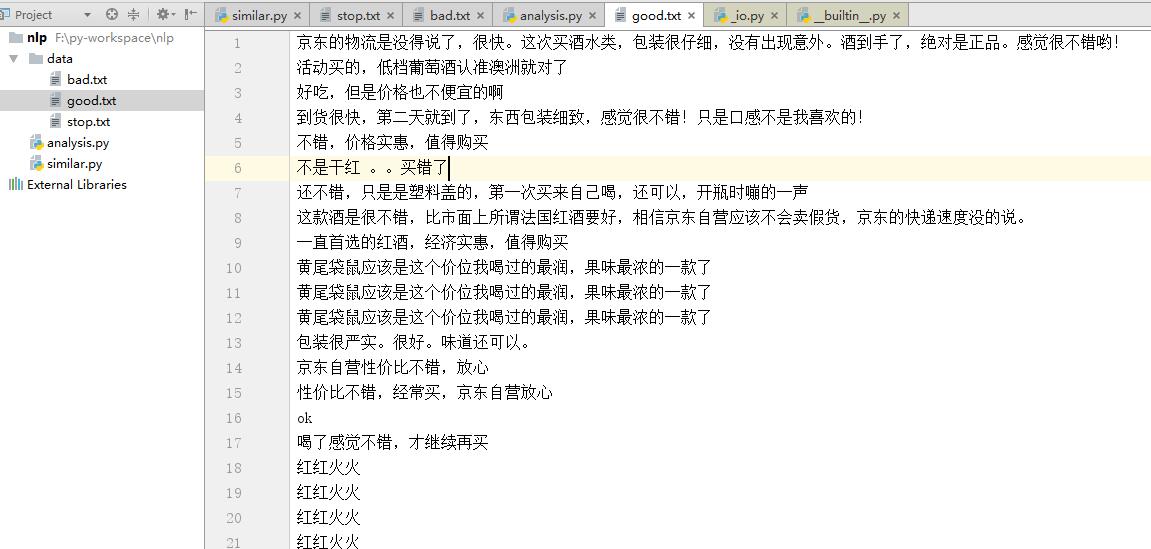 Project
similar.py
stop.txt
bad.txt
analysis.py
good.txt
_io.py
__builtin__.py
nlp F:\py-workspace\nlp
data
bad.txt
good.txt
stop.txt
analysis.py
similar.py
External Libraries
1 京东的物流是没得说了，很快。这次买酒水类，包装很仔细，没有出现意外。酒到手了，绝对是正品。感觉很不错哟！
2 活动买的，低档葡萄酒认准澳洲就对了
3 好吃，但是价格也不便宜的啊
4 到货很快，第二天就到了，东西包装细致，感觉很不错！只是口感不是我喜欢的！
5 不错，价格实惠，值得购买
6 不是干红 。。买错了
7 还不错，只是是塑料盖的，第一次买来自己喝，还可以，开瓶时嘣的一声
8 这款酒是很不错，比市面上所谓法国红酒要好，相信京东自营应该不会卖假货，京东的快递速度没的说。
9 一直首选的红酒，经济实惠，值得购买
10 黄尾袋鼠应该是这个价位我喝过的最润，果味最浓的一款了
11 黄尾袋鼠应该是这个价位我喝过的最润，果味最浓的一款了
12 黄尾袋鼠应该是这个价位我喝过的最润，果味最浓的一款了
13 包装很严实。很好。味道还可以。
14 京东自营性价比不错，放心
15 性价比不错，经常买，京东自营放心
16 ok
17 喝了感觉不错，才继续再买
18 红红火火
19 红红火火
20 红红火火
21 红红火火